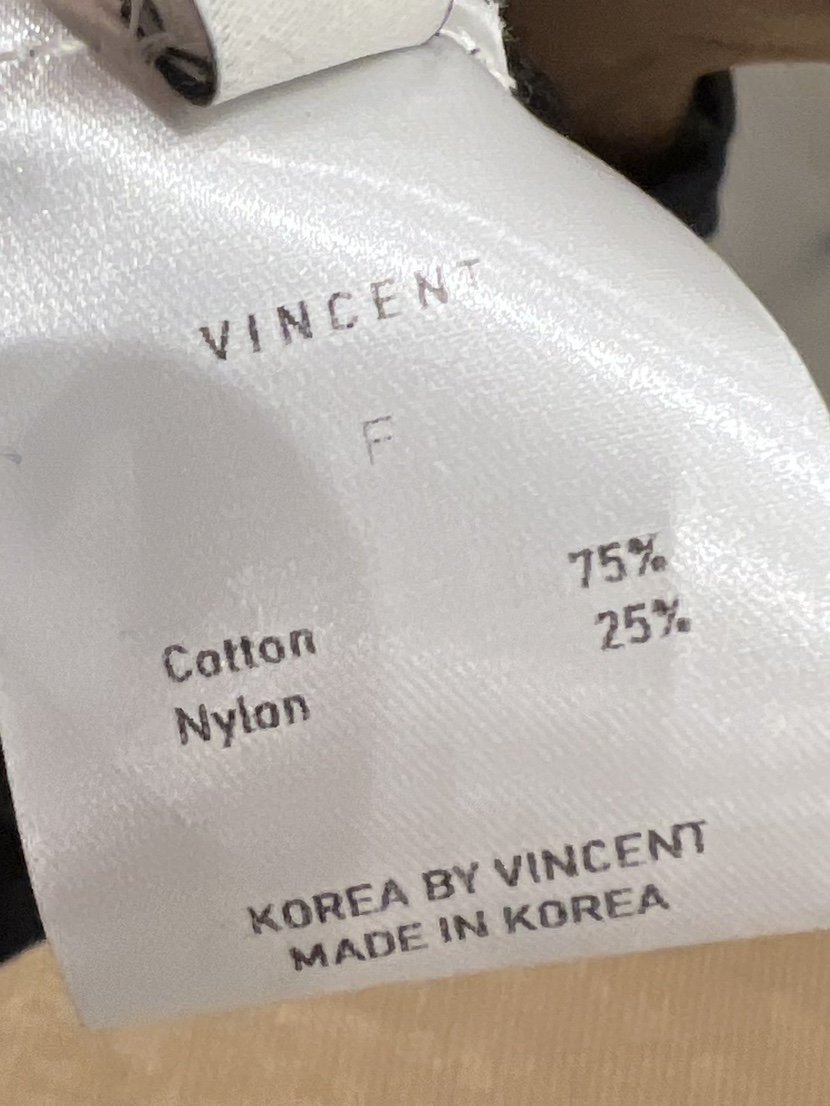 VINCENT
F
Cotton 75%
Nylon 25%
KOREA BY VINCENT
MADE IN KOREA